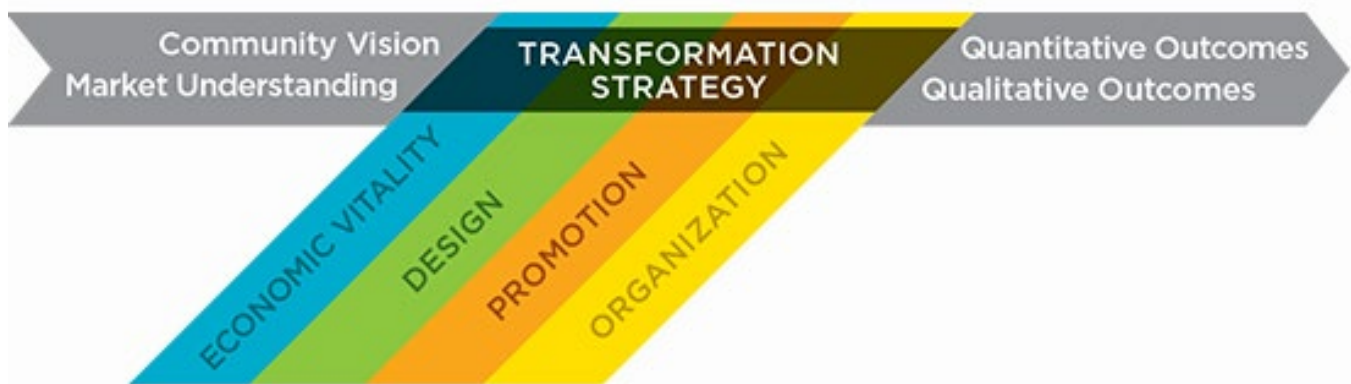 Community Vision
Market Understanding
TRANSFORMATION
STRATEGY
Quantitative Outcomes
Qualitative Outcomes
ECONOMIC VITALITY
DESIGN
PROMOTION
ORGANIZATION